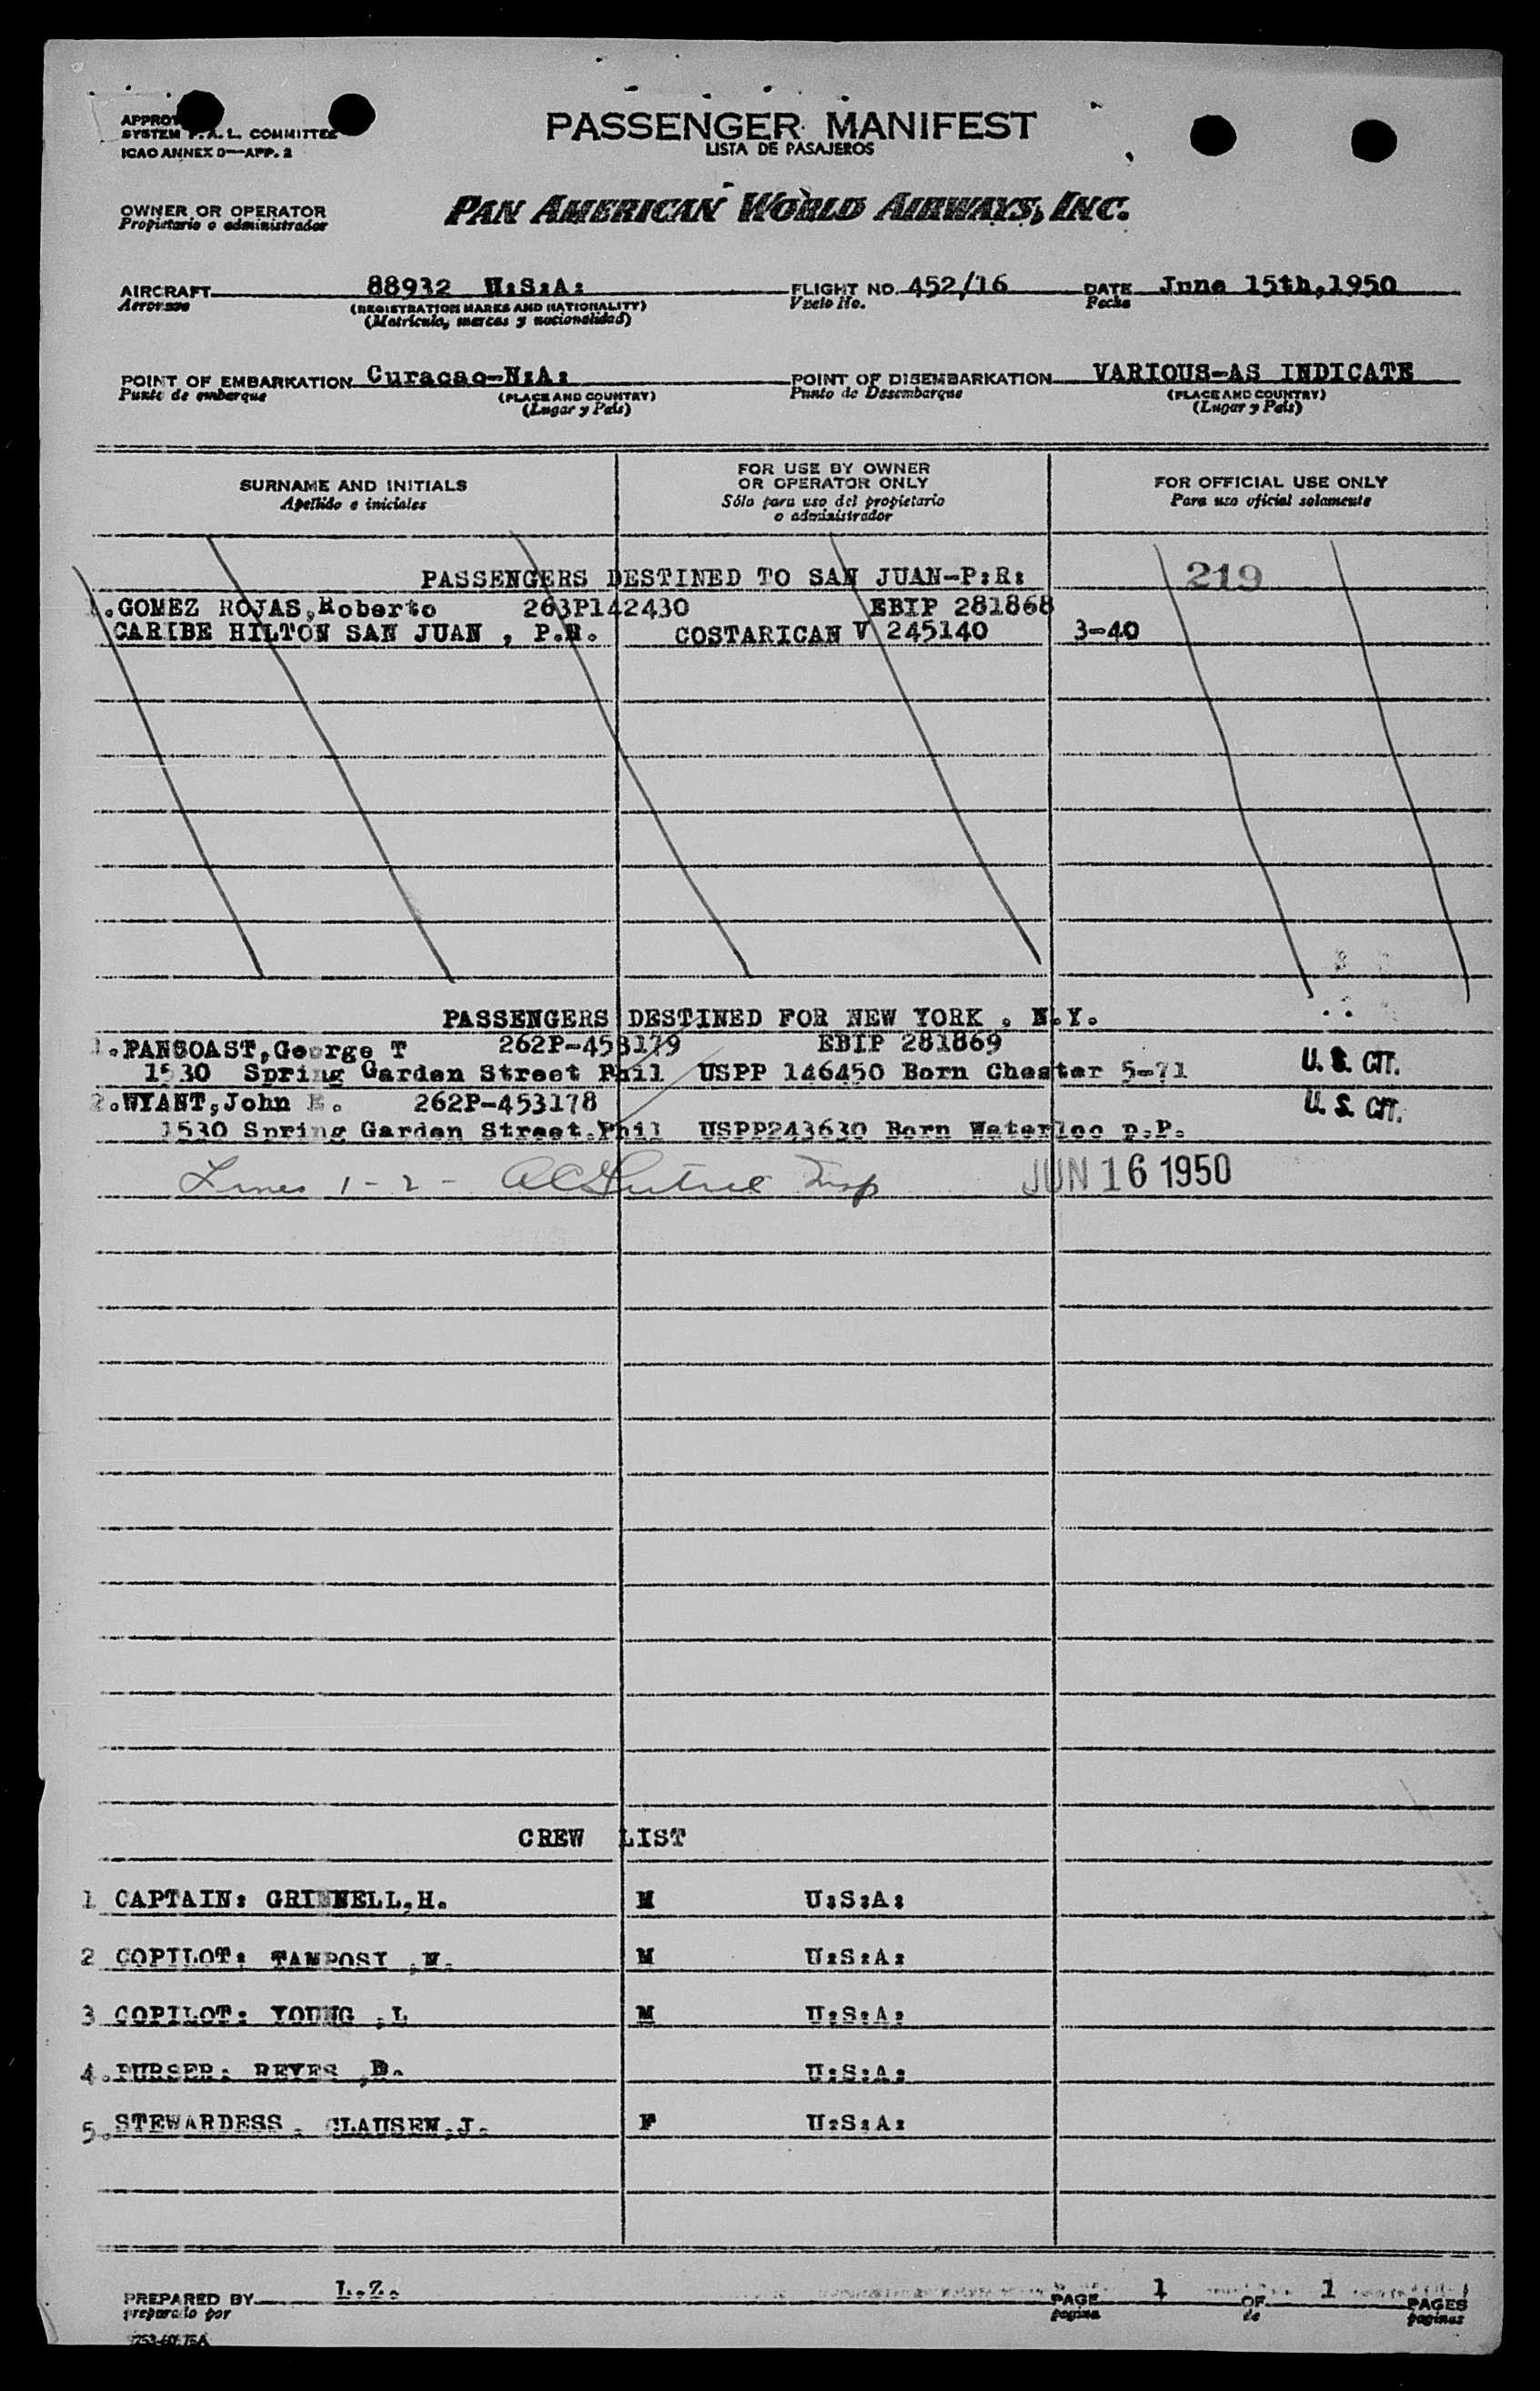 PASSENGER MANIFEST
LISTA DE PASAJEROS
SYSTEM F.A.L. COMMITTEE
ICAO ANNEX 9—APP. 2
OWNER OR OPERATOR
Propietario o administrador
PAN AMERICAN WORLD AIRWAYS, INC.
AIRCRAFT 88932 U:S:A: FLIGHT NO. 452/16 DATE June 15th,1950
Aeronave (REGISTRATION MARKS AND NATIONALITY) Vuelo No. Fecha
(Matrícula, marcas y nacionalidad)
POINT OF EMBARKATION Curacao-N:A: POINT OF DISEMBARKATION VARIOUS-AS INDICATE
Punto de embarque (PLACE AND COUNTRY) Punto de Desembarque (PLACE AND COUNTRY)
(Lugar y País) (Lugar y País)
SURNAME AND INITIALS
Apellido e iniciales
FOR USE BY OWNER
OR OPERATOR ONLY
Sólo para uso del propietario
o administrador
FOR OFFICIAL USE ONLY
Para uso oficial solamente
PASSENGERS DESTINED TO SAN JUAN-P:R: 219
1.GOMEZ ROJAS,Roberto 263P142430 EBIP 281868
CARIBE HILTON SAN JUAN , P.R. COSTARICAN V 245140 3-40
PASSENGERS DESTINED FOR NEW YORK . N.Y.
1.PANCOAST,George T 262P-453179 EBIP 281869
1530 Spring Garden Street Phil USPP 146450 Born Chester 5-71 U. S. CIT.
2.WYANT,John E. 262P-453178 U. S. CIT.
1530 Spring Garden Street.Phil USPP243630 Born Waterloo p.P.
Lines 1-2- Insp JUN 16 1950
CREW LIST
1 CAPTAIN: GRINNELL,H. M U:S:A:
2 COPILOT: TAMPOSI ,N. M U:S:A:
3 COPILOT: YOUNG ,L M U:S:A:
4.PURSER: REYES ,D. U:S:A:
5.STEWARDESS . CLAUSEN,J. F U:S:A:
PREPARED BY L.Z. PAGE 1 OF 1 PAGES
preparado por pagina de paginas